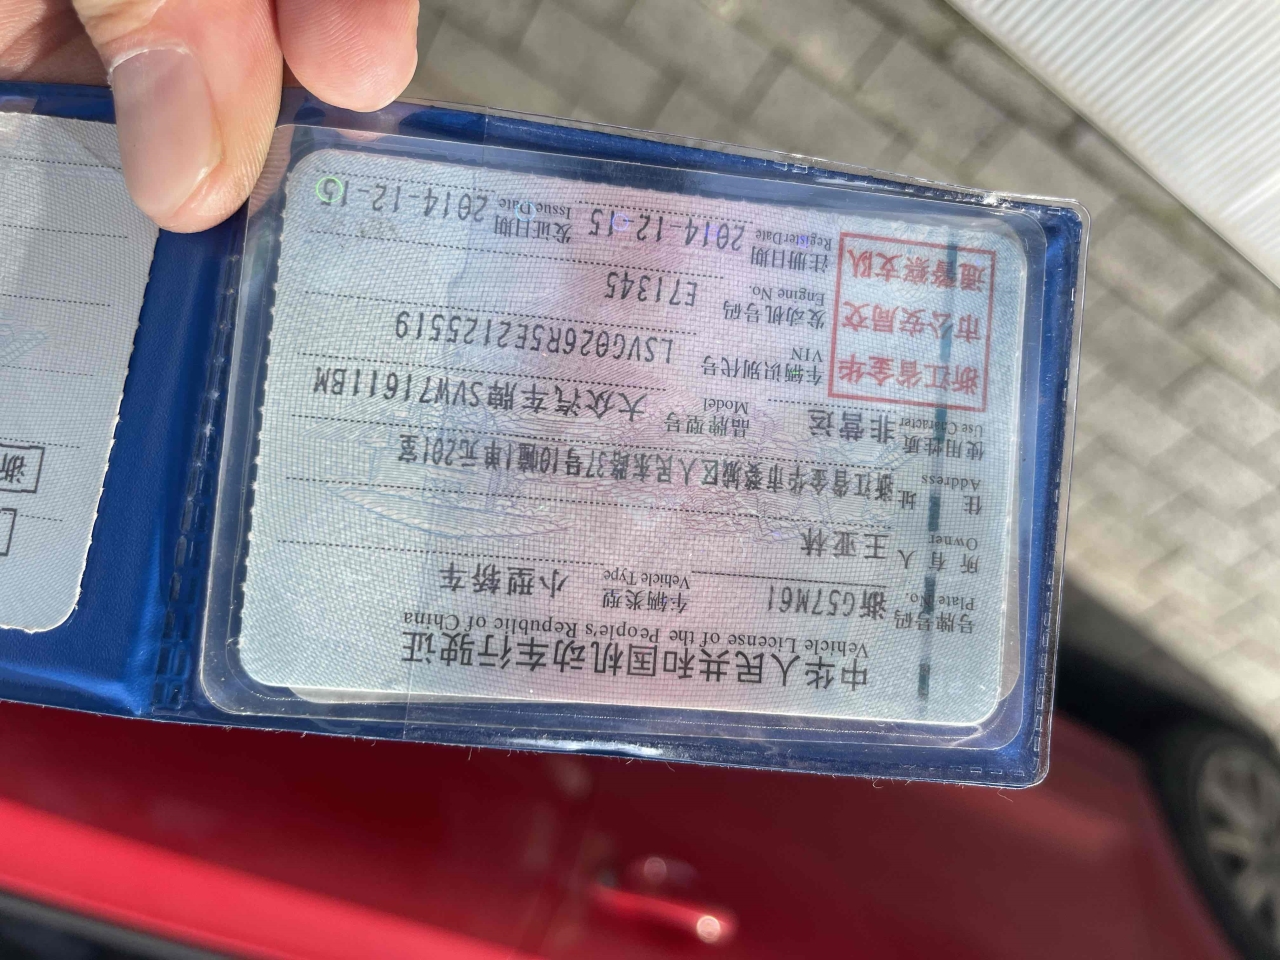 中华人民共和国机动车行驶证
Vehicle License of the People's Republic of China
号牌号码 Plate No. 浙G57M61 车辆类型 Vehicle Type 小型轿车
所有人 Owner 王亚林
住址 Address 浙江省金华市婺城区人民东路37号10幢1单元201室
使用性质 Use Character 非营运 品牌型号 Model 大众汽车牌SVW71611BM
浙江省金华市公安局交通警察支队
车辆识别代号 VIN LSVG026R5E2125519
发动机号码 Engine No. E71345
注册日期 RegisterDate 2014-12-15 发证日期 Issue Date 2014-12-15
浙